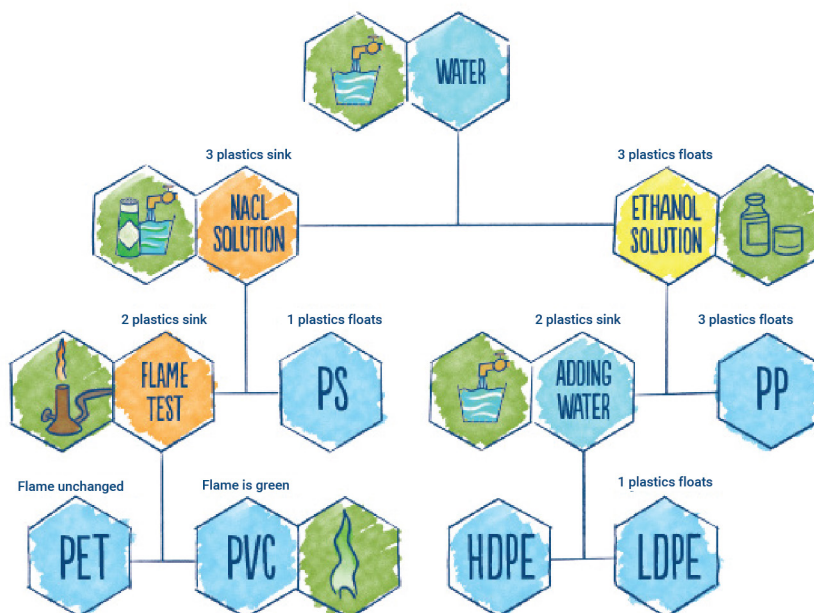 WATER
3 plastics sink
3 plastics floats
NACL
SOLUTION
ETHANOL
SOLUTION
2 plastics sink
1 plastics floats
2 plastics sink
3 plastics floats
FLAME
TEST
PS
ADDING
WATER
PP
Flame unchanged
Flame is green
1 plastics floats
PET
PVC
HDPE
LDPE